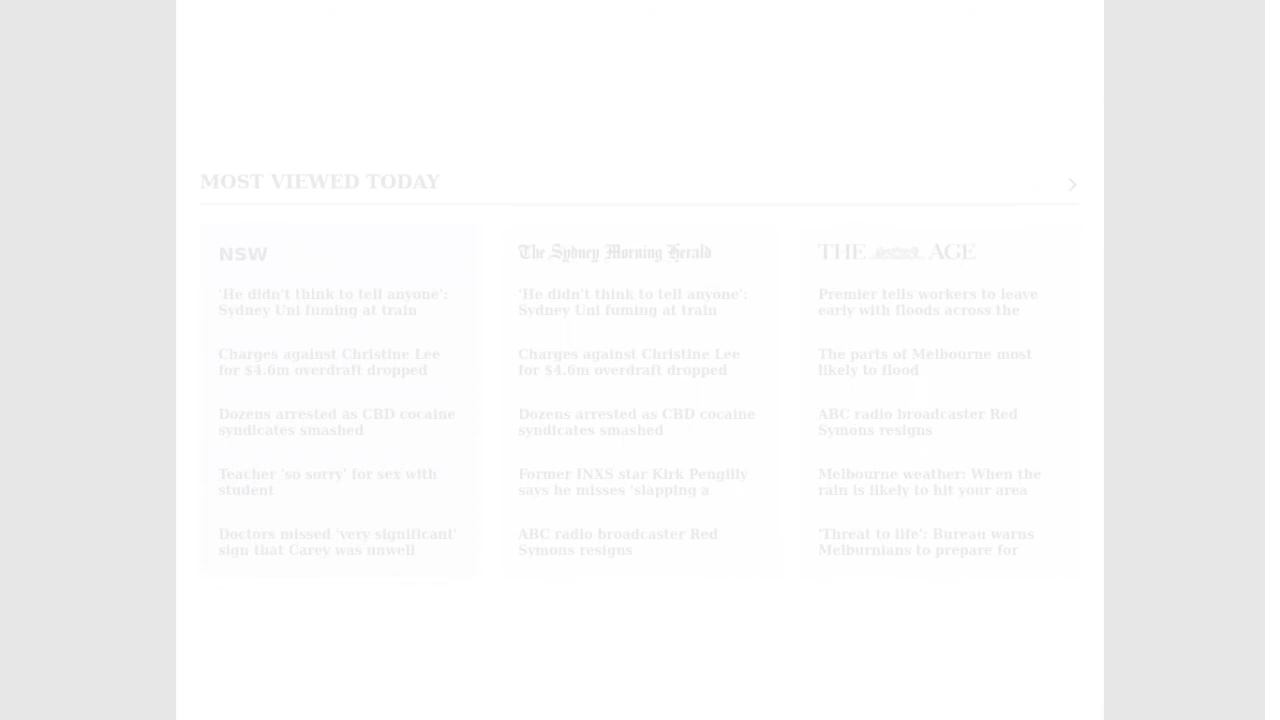 MOST VIEWED TODAY
NSW
'He didn't think to tell anyone':
Sydney Uni fuming at train
Charges against Christine Lee
for $4.6m overdraft dropped
Dozens arrested as CBD cocaine
syndicates smashed
Teacher 'so sorry' for sex with
student
Doctors missed 'very significant'
sign that Carey was unwell
The Sydney Morning Herald
'He didn't think to tell anyone':
Sydney Uni fuming at train
Charges against Christine Lee
for $4.6m overdraft dropped
Dozens arrested as CBD cocaine
syndicates smashed
Former INXS star Kirk Pengilly
says he misses 'slapping a
ABC radio broadcaster Red
Symons resigns
THE AGE
Premier tells workers to leave
early with floods across the
The parts of Melbourne most
likely to flood
ABC radio broadcaster Red
Symons resigns
Melbourne weather: When the
rain is likely to hit your area
'Threat to life': Bureau warns
Melburnians to prepare for